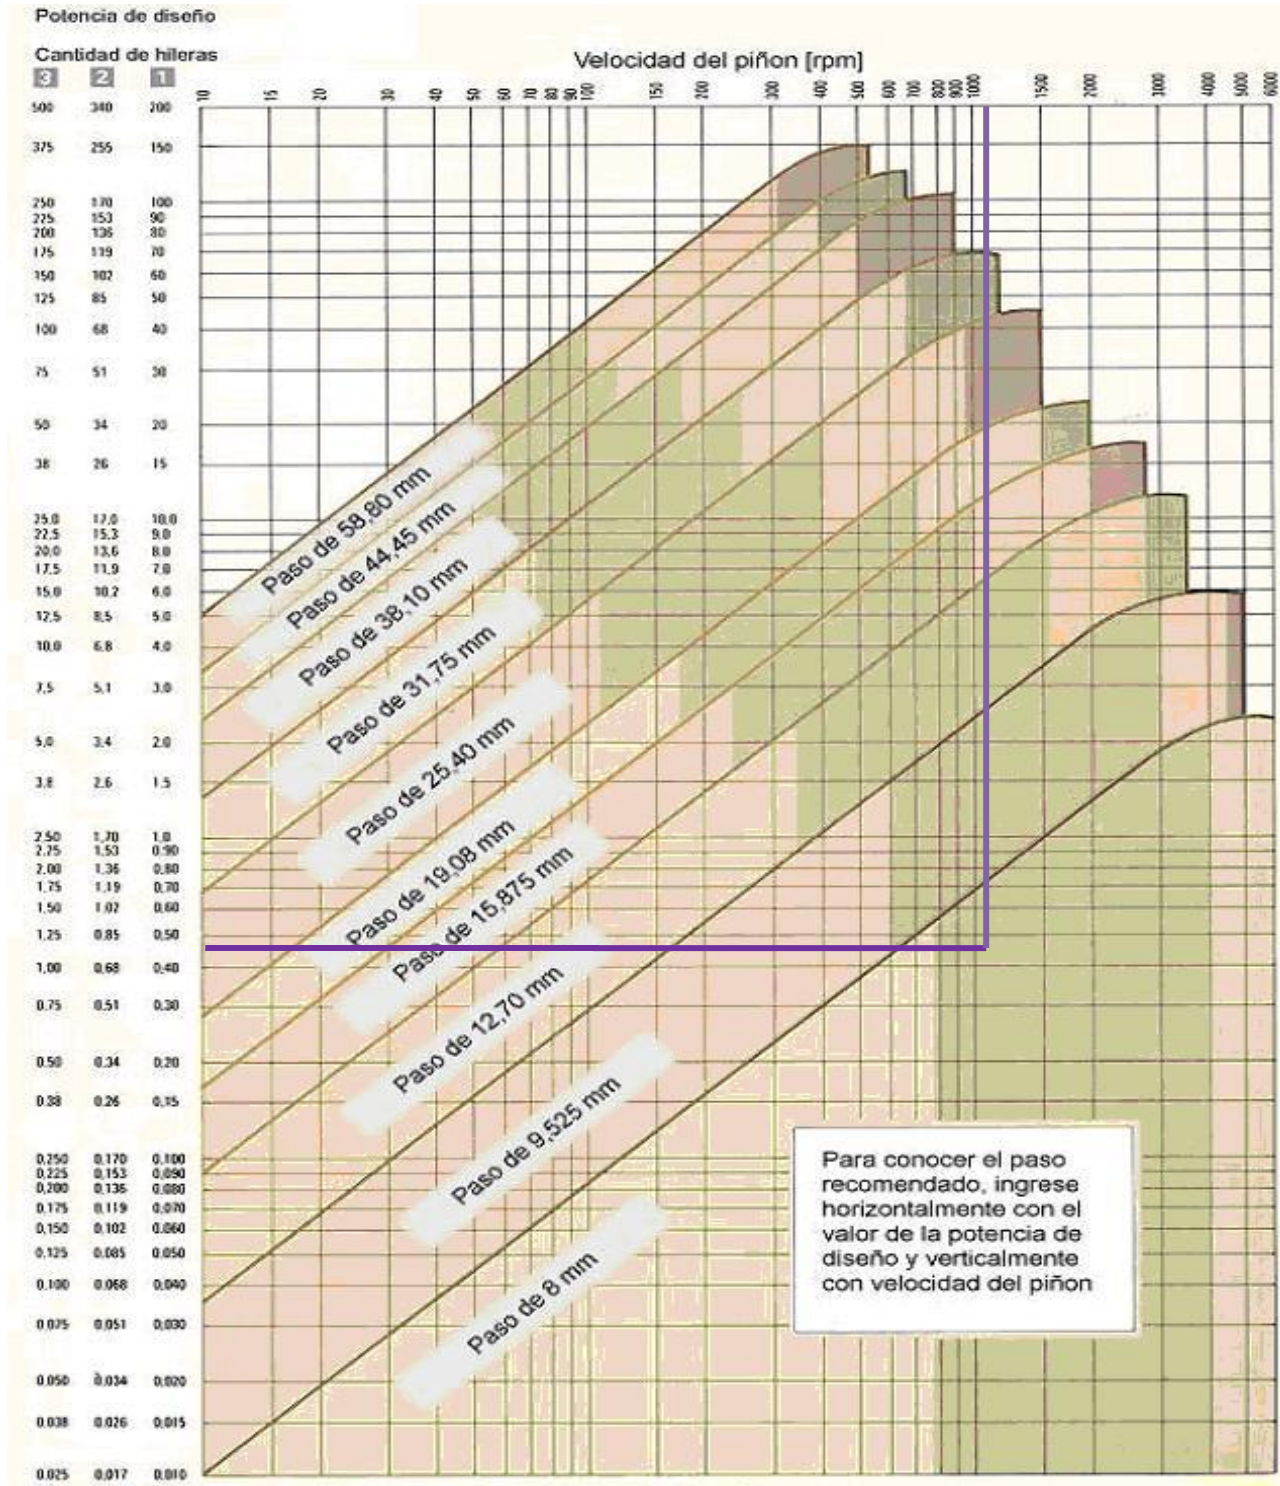 Potencia de diseño
Cantidad de hileras
3 2 1
Velocidad del piñon [rpm]
10 15 20 30 40 50 60 70 80 90 100 150 200 300 400 500 600 700 800 900 1000 1500 2000 3000 4000 5000 6000
500 340 200
375 255 150
250 170 100
225 153 90
200 136 80
175 119 70
150 102 60
125 85 50
100 68 40
75 51 30
50 34 20
38 26 15
25.0 17,0 10,0
22.5 15,3 9.0
20.0 13,6 8.0
17.5 11,9 7.0
15.0 10,2 6.0
12.5 8,5 5.0
10.0 6.8 4.0
7.5 5.1 3.0
5,0 3.4 2.0
3.8 2.6 1.5
2.50 1,70 1.0
2.25 1,53 0.90
2.00 1,36 0,80
1,75 1,19 0,70
1,50 1.02 0,60
1,25 0.85 0,50
1,00 0,68 0,40
0.75 0,51 0,30
0.50 0,34 0,20
0.38 0,26 0,15
0,250 0,170 0,100
0,225 0,153 0,090
0,200 0,136 0,080
0.175 0,119 0,070
0,150 0,102 0,060
0,125 0,085 0,050
0,100 0,068 0,040
0.075 0,051 0,030
0,050 0,034 0,020
0.038 0.026 0,015
0.025 0,017 0,010
Paso de 58,80 mm
Paso de 44,45 mm
Paso de 38,10 mm
Paso de 31,75 mm
Paso de 25,40 mm
Paso de 19,08 mm
Paso de 15,875 mm
Paso de 12,70 mm
Paso de 9,525 mm
Paso de 8 mm
Para conocer el paso
recomendado, ingrese
horizontalmente con el
valor de la potencia de
diseño y verticalmente
con velocidad del piñon